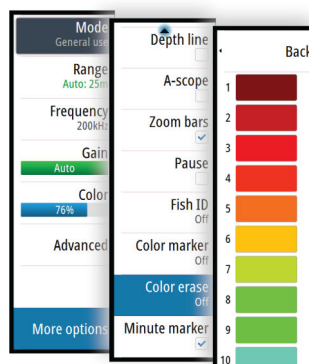 Mode
General use
Range
Auto: 25m
Frequency
200kHz
Gain
Auto
Color
76%
Advanced
More options
Depth line
A-scope
Zoom bars
Pause
Fish ID
Off
Color marker
Off
Color erase
Off
Minute marker
Back
1
2
3
4
5
6
7
8
9
10